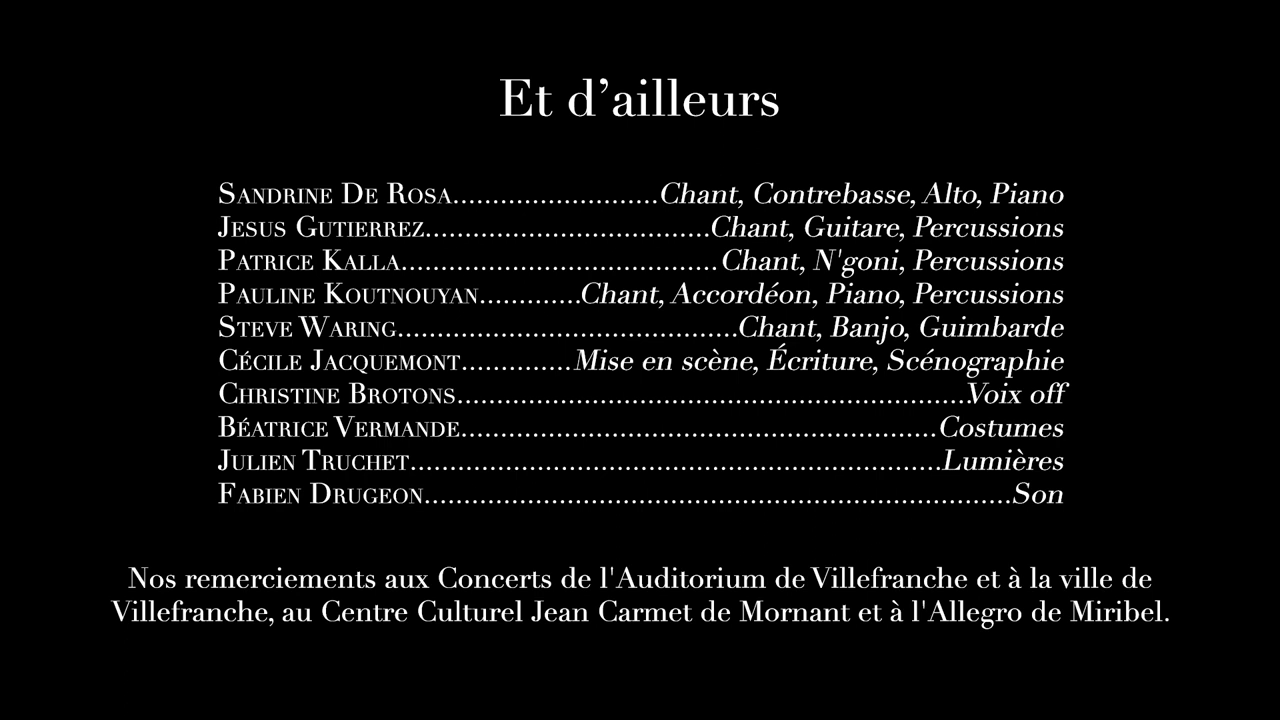 Et d’ailleurs
Sandrine De Rosa..........................Chant, Contrebasse, Alto, Piano
Jesus Gutierrez...................................Chant, Guitare, Percussions
Patrice Kalla.......................................Chant, N'goni, Percussions
Pauline Koutnouyan.............Chant, Accordéon, Piano, Percussions
Steve Waring..........................................Chant, Banjo, Guimbarde
Cécile Jacquemont..............Mise en scène, Écriture, Scénographie
Christine Brotons...............................................................Voix off
Béatrice Vermande...........................................................Costumes
Julien Truchet..................................................................Lumières
Fabien Drugeon.........................................................................Son
Nos remerciements aux Concerts de l'Auditorium de Villefranche et à la ville de
Villefranche, au Centre Culturel Jean Carmet de Mornant et à l'Allegro de Miribel.